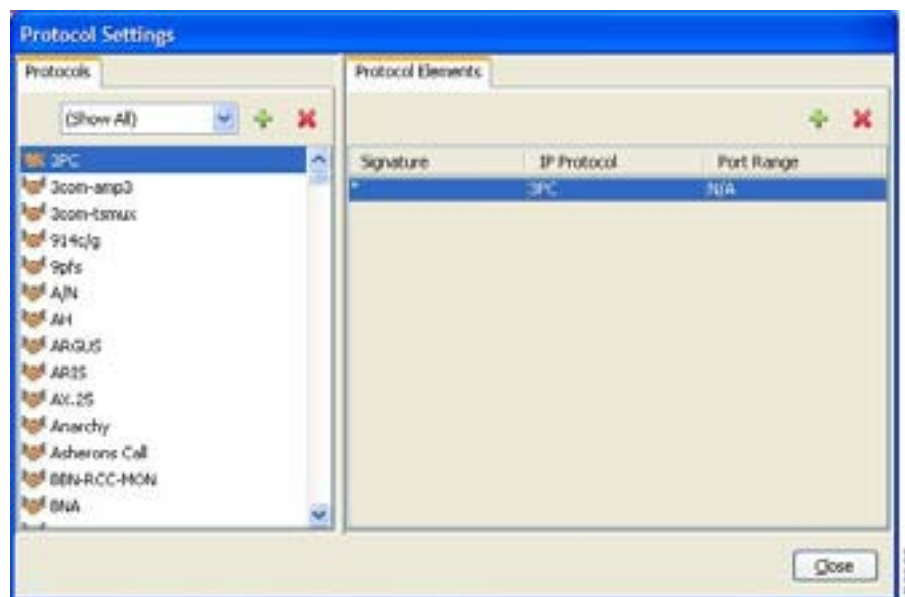 Protocol Settings
Protocols
(Show All)
3PC
3com-amp3
3com-tsmux
914c/g
9pfs
A/N
AH
ARGUS
ARIS
AX.25
Anarchy
Asherons Call
BBN-RCC-MON
BNA
Protocol Elements
Signature IP Protocol Port Range
* 3PC N/A
Close